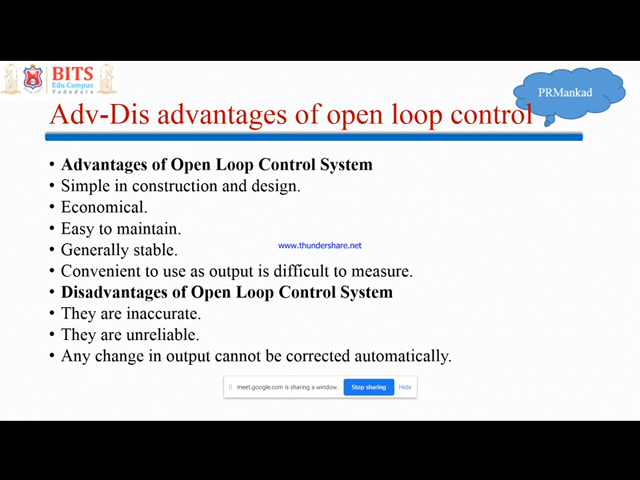 BITS
Edu Campus
Vadodara
PRMankad
Adv-Dis advantages of open loop control
• Advantages of Open Loop Control System
• Simple in construction and design.
• Economical.
• Easy to maintain.
• Generally stable.
www.thundershare.net
• Convenient to use as output is difficult to measure.
• Disadvantages of Open Loop Control System
• They are inaccurate.
• They are unreliable.
• Any change in output cannot be corrected automatically.
meet.google.com is sharing a window. Stop sharing Hide